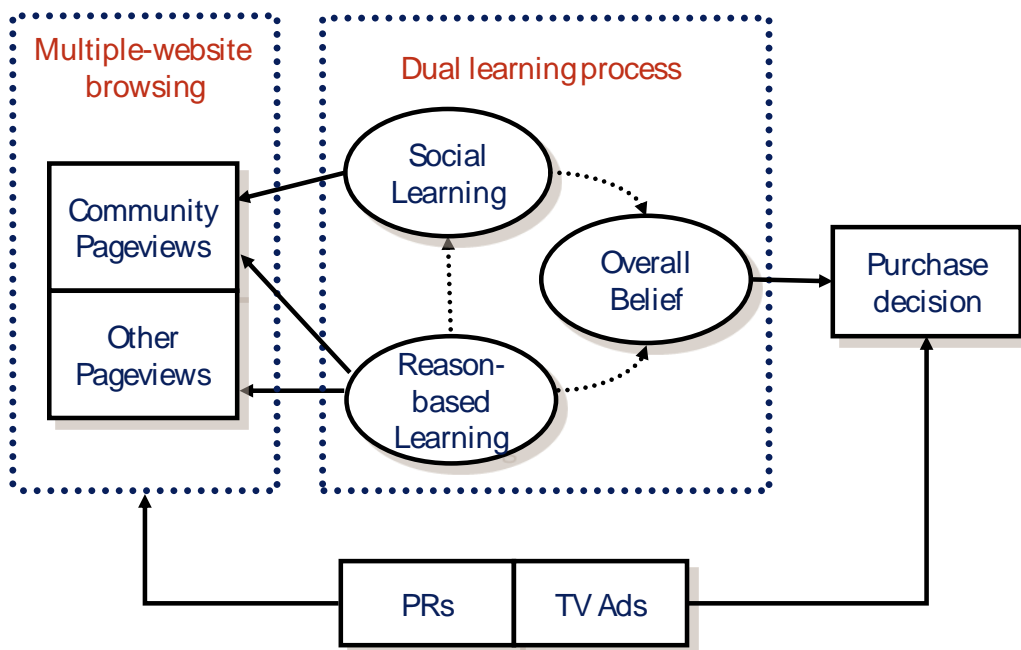 Multiple-website
browsing
Dual learning process
Social
Learning
Community
Pageviews
Overall
Belief
Purchase
decision
Other
Pageviews
Reason-
based
Learning
PRs
TV Ads